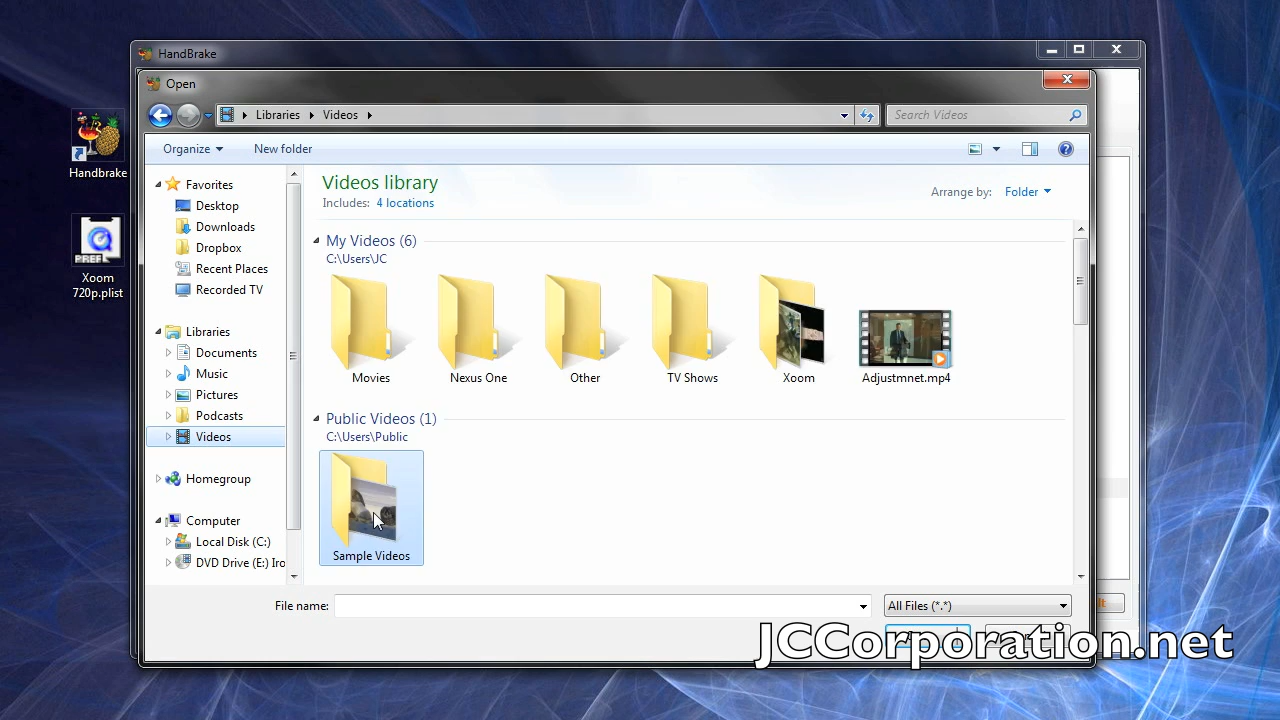 HandBrake
Open
Libraries
Videos
Search Videos
Organize
New folder
Handbrake
PREF
Xoom
720p.plist
Favorites
Desktop
Downloads
Dropbox
Recent Places
Recorded TV
Libraries
Documents
Music
Pictures
Podcasts
Videos
Homegroup
Computer
Local Disk (C:)
DVD Drive (E:) Iro
Videos library
Includes: 4 locations
Arrange by: Folder
My Videos (6)
C:\Users\JC
Movies
Nexus One
Other
TV Shows
Xoom
Adjustmnet.mp4
Public Videos (1)
C:\Users\Public
Sample Videos
File name:
All Files (*.*)
JCCorporation.net